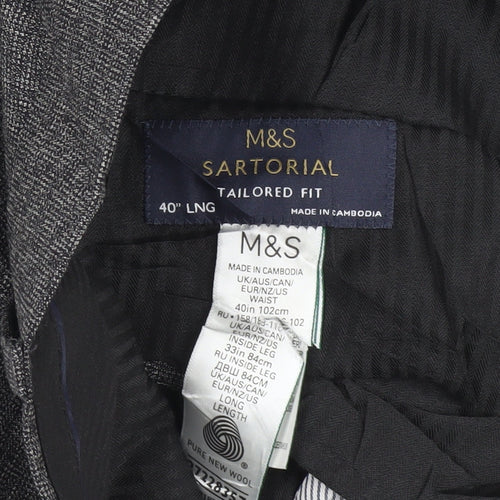 M&S
SARTORIAL
TAILORED FIT
40" LNG MADE IN CAMBODIA
M&S
MADE IN CAMBODIA
UK/AUS/CAN/
EUR/NZ/US
WAIST
40in 102cm
UK/AUS/CAN/
EUR/NZ/US
INSIDE LEG
33in 84cm
RU INSIDE LEG
ДВШ 84CM
UK/AUS/CAN/
EUR/NZ/US
LONG
LENGTH
PURE NEW WOOL